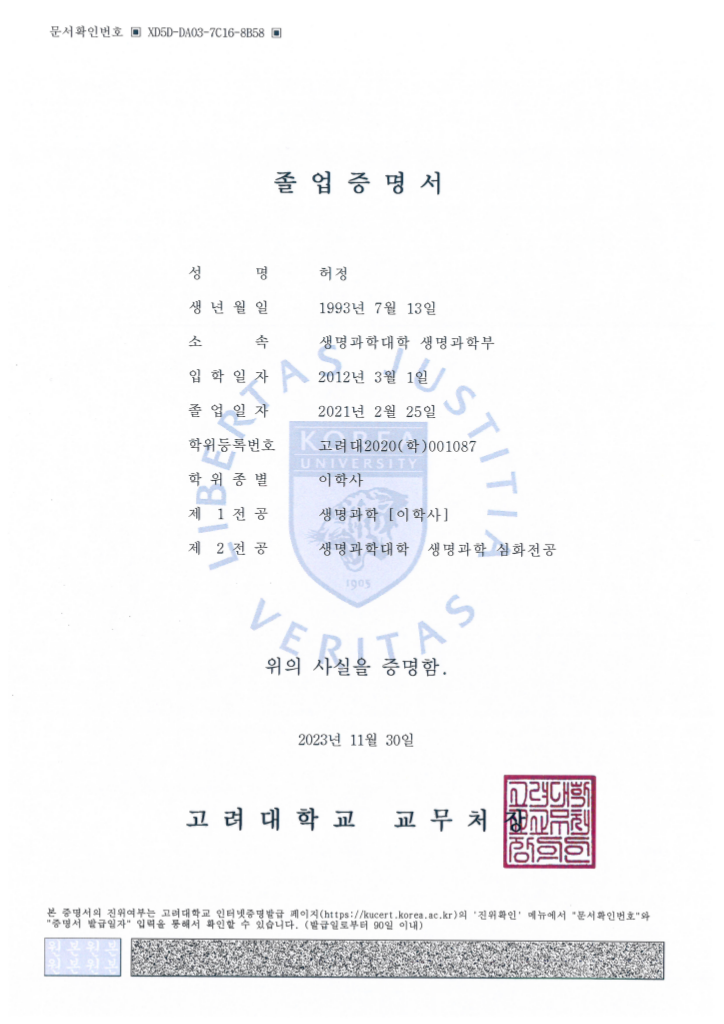 문서확인번호 ▣ XD5D-DA03-7C16-8B58 ▣
졸업증명서
성 명 허정
생년월일 1993년 7월 13일
소 속 생명과학대학 생명과학부
입학일자 2012년 3월 1일
졸업일자 2021년 2월 25일
학위등록번호 고려대2020(학)001087
학위종별 이학사
제 1전공 생명과학 [이학사]
제 2전공 생명과학대학 생명과학 심화전공
LIBERTAS JUSTITIA VERITAS
KOREA
UNIVERSITY
1905
위의 사실을 증명함.
2023년 11월 30일
고려대학교 교무처장
본 증명서의 진위여부는 고려대학교 인터넷증명발급 페이지(https://kucert.korea.ac.kr)의 '진위확인' 메뉴에서 "문서확인번호"와
"증명서 발급일자" 입력을 통해서 확인할 수 있습니다. (발급일로부터 90일 이내)
원본원본
원본원본